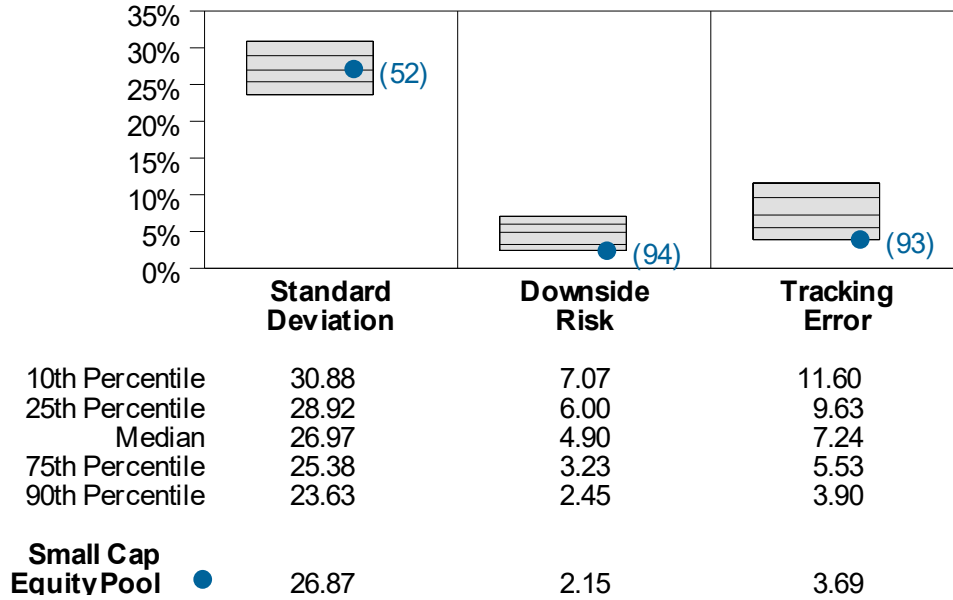 35%
30%
25%
20%
15%
10%
5%
0%
(52)
(94)
(93)
Standard Deviation
Downside Risk
Tracking Error
10th Percentile 30.88 7.07 11.60
25th Percentile 28.92 6.00 9.63
Median 26.97 4.90 7.24
75th Percentile 25.38 3.23 5.53
90th Percentile 23.63 2.45 3.90
Small Cap
Equity Pool 26.87 2.15 3.69